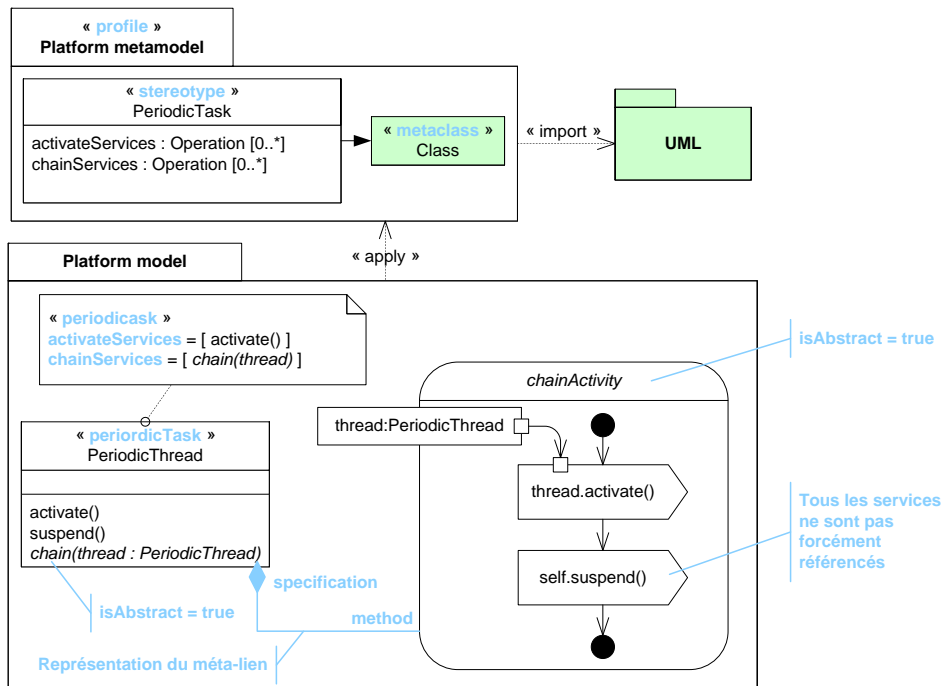 « profile »
Platform metamodel
« stereotype »
PeriodicTask
activateServices : Operation [0..*]
chainServices : Operation [0..*]
« metaclass »
Class
« import »
UML
« apply »
Platform model
« periodicask »
activateServices = [ activate() ]
chainServices = [ chain(thread) ]
isAbstract = true
chainActivity
thread:PeriodicThread
« periordicTask »
PeriodicThread
activate()
suspend()
chain(thread : PeriodicThread)
thread.activate()
Tous les services
ne sont pas
forcément
référencés
self.suspend()
specification
isAbstract = true
method
Représentation du méta-lien